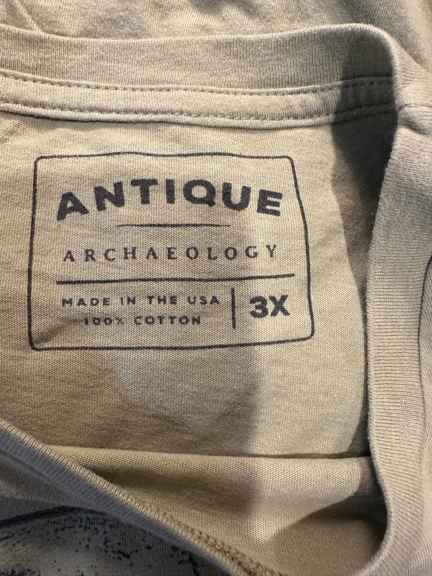 ANTIQUE
ARCHAEOLOGY
MADE IN THE USA
100% COTTON
3X